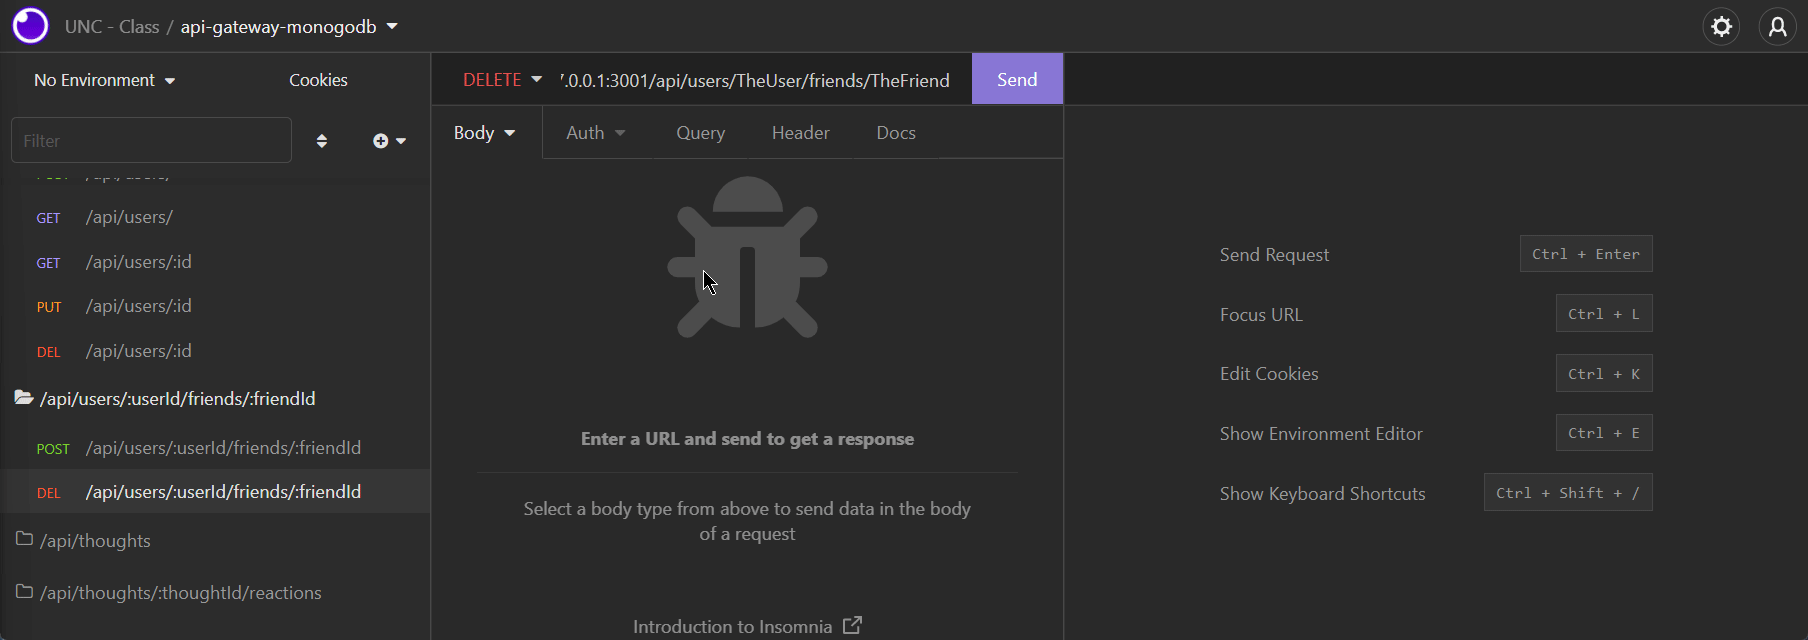 UNC - Class / api-gateway-monogodb
No Environment
Cookies
DELETE
'.0.0.1:3001/api/users/TheUser/friends/TheFriend
Send
Filter
Body
Auth
Query
Header
Docs
POST /api/users/
GET /api/users/
GET /api/users/:id
PUT /api/users/:id
DEL /api/users/:id
/api/users/:userId/friends/:friendId
POST /api/users/:userId/friends/:friendId
DEL /api/users/:userId/friends/:friendId
/api/thoughts
/api/thoughts/:thoughtId/reactions
Enter a URL and send to get a response
Select a body type from above to send data in the body
of a request
Introduction to Insomnia
Send Request Ctrl + Enter
Focus URL Ctrl + L
Edit Cookies Ctrl + K
Show Environment Editor Ctrl + E
Show Keyboard Shortcuts Ctrl + Shift + /